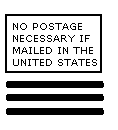 NO POSTAGE
NECESSARY IF
MAILED IN THE
UNITED STATES